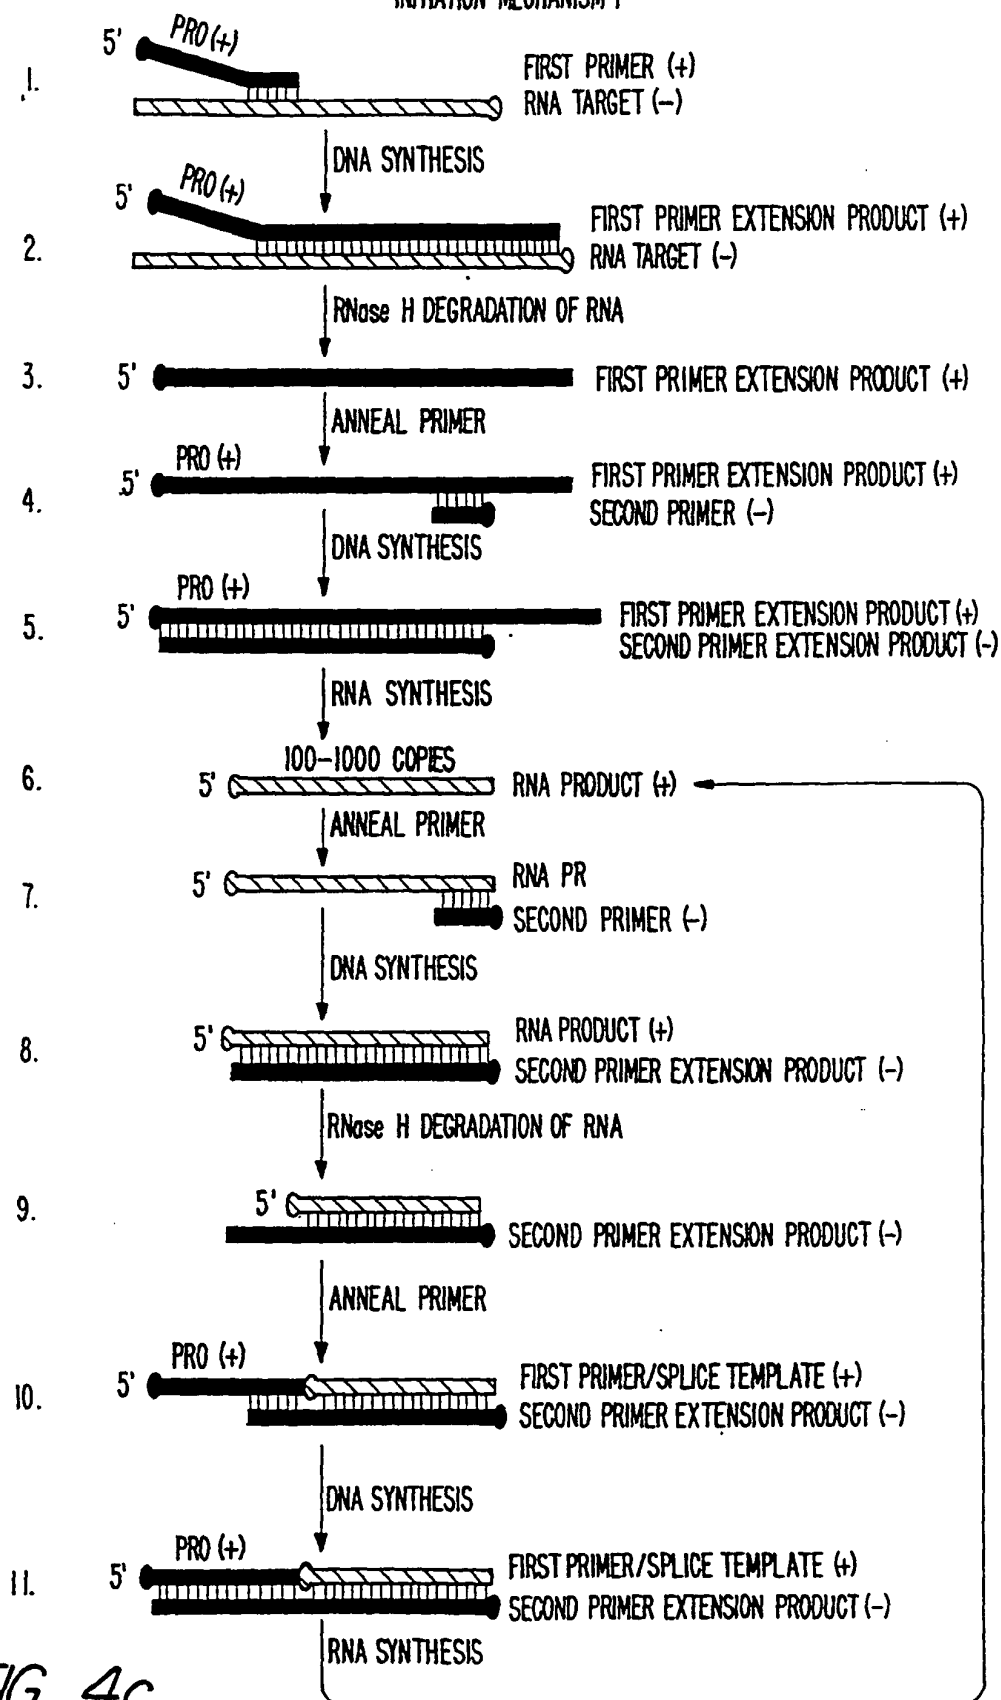 INITIATION MECHANISM I
1.
5'
PRO (+)
FIRST PRIMER (+)
RNA TARGET (-)
DNA SYNTHESIS
2.
5'
PRO (+)
FIRST PRIMER EXTENSION PRODUCT (+)
RNA TARGET (-)
RNase H DEGRADATION OF RNA
3.
5'
FIRST PRIMER EXTENSION PRODUCT (+)
ANNEAL PRIMER
4.
5'
PRO (+)
FIRST PRIMER EXTENSION PRODUCT (+)
SECOND PRIMER (-)
DNA SYNTHESIS
5.
5'
PRO (+)
FIRST PRIMER EXTENSION PRODUCT (+)
SECOND PRIMER EXTENSION PRODUCT (-)
RNA SYNTHESIS
6.
100-1000 COPIES
5'
RNA PRODUCT (+)
ANNEAL PRIMER
7.
5'
RNA PR
SECOND PRIMER (-)
DNA SYNTHESIS
8.
5'
RNA PRODUCT (+)
SECOND PRIMER EXTENSION PRODUCT (-)
RNase H DEGRADATION OF RNA
9.
5'
SECOND PRIMER EXTENSION PRODUCT (-)
ANNEAL PRIMER
10.
5'
PRO (+)
FIRST PRIMER/SPLICE TEMPLATE (+)
SECOND PRIMER EXTENSION PRODUCT (-)
DNA SYNTHESIS
11.
5'
PRO (+)
FIRST PRIMER/SPLICE TEMPLATE (+)
SECOND PRIMER EXTENSION PRODUCT (-)
RNA SYNTHESIS
FIG. 4c